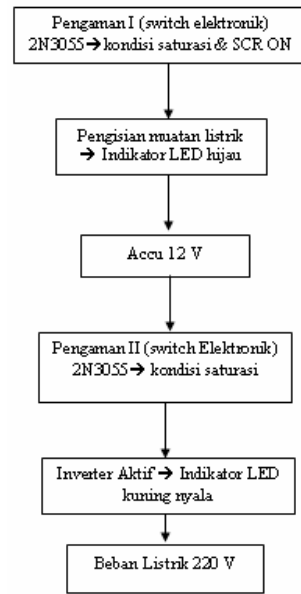 Pengaman I (switch elektronik)
2N3055➔kondisi saturasi & SCR ON
Pengisian muatan listrik
➔ Indikator LED hijau
Accu 12 V
Pengaman II (switch Elektronik)
2N3055➔ kondisi saturasi
Inverter Aktif ➔ Indikator LED
kuning nyala
Beban Listrik 220 V